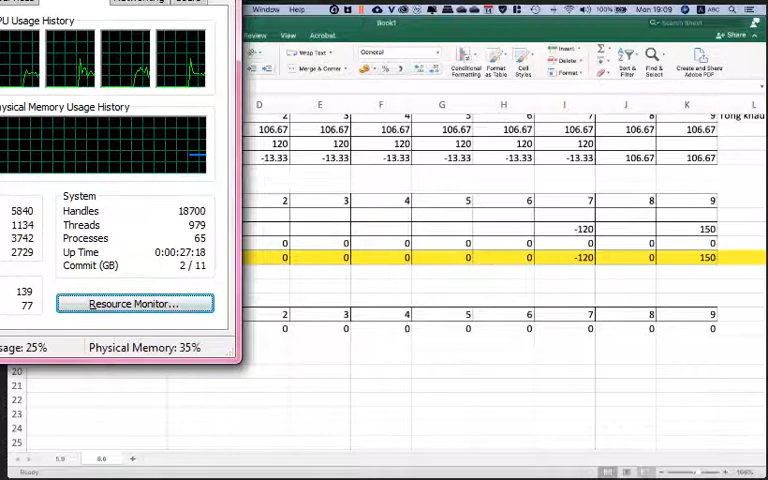 Window Help 100% Mon 19:09 ABC
Book1
Review View Acrobat Share
Wrap Text General Insert
Merge & Center % Conditional Formatting Format as Table Cell Styles Delete Format Sort & Filter Find & Select Create and Share Adobe PDF
PU Usage History
D E F G H I J K L
2 3 4 5 6 7 8 9
hysical Memory Usage History
106.67 106.67 106.67 106.67 106.67 106.67 106.67 106.67
120 120 120 120 120 120
-13.33 -13.33 -13.33 -13.33 -13.33 -13.33 106.67 106.67
System
2 3 4 5 6 7 8 9
5840 Handles 18700
1134 Threads 979 -120 150
3742 Processes 65 0 0 0 0 0 0 0 0
2729 Up Time 0:00:27:18 0 0 0 0 0 -120 0 150
Commit (GB) 2 / 11
139
77 Resource Monitor...
2 3 4 5 6 7 8 9
0 0 0 0 0 0 0 0
sage: 25% Physical Memory: 35%
20
21
22
23
24
25
5.9 6.6 +
Ready